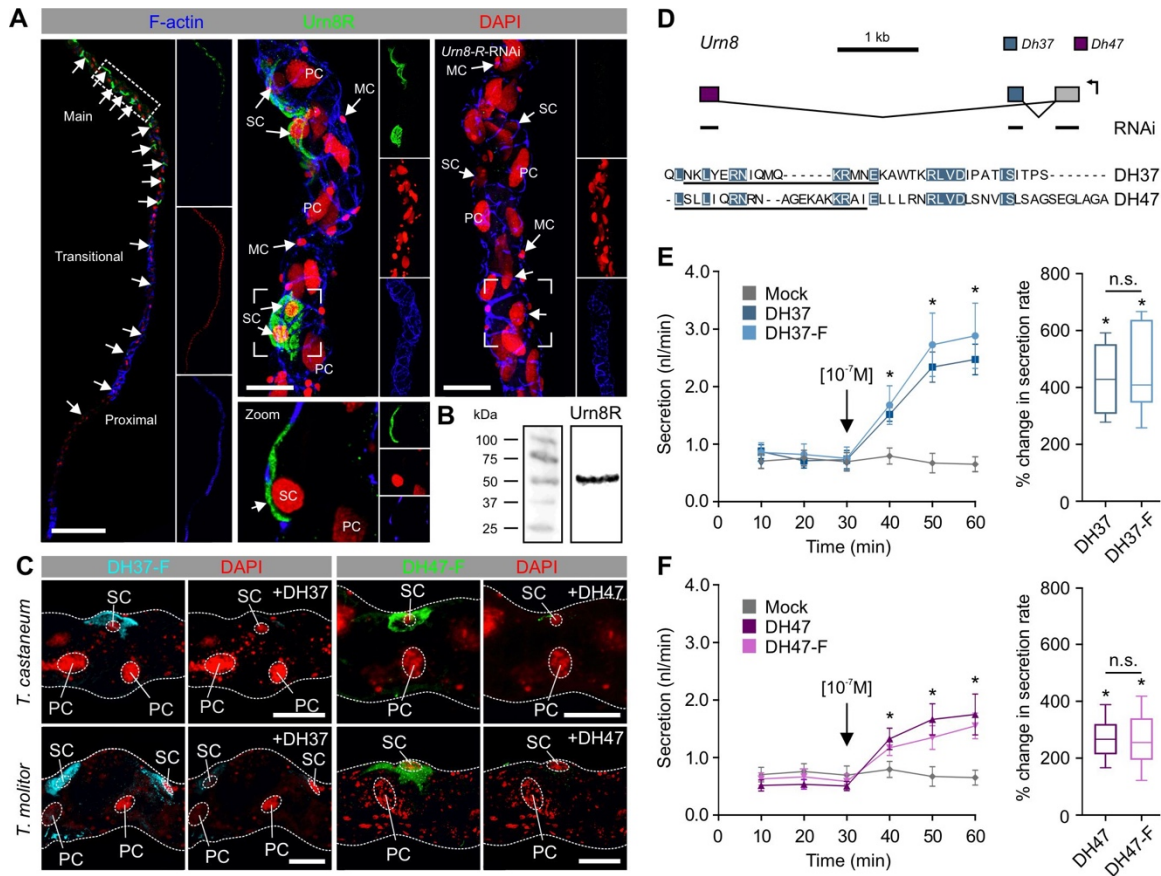 A
F-actin
Urn8R
DAPI
Main
Transitional
Proximal
PC
MC
SC
PC
MC
SC
PC
Urn8-R-RNAi
MC
PC
SC
SC
PC
MC
Zoom
SC
PC
B
kDa
Urn8R
100
75
50
37
25
C
DH37-F
DAPI
DH47-F
DAPI
T. castaneum
SC
PC
PC
+DH37
SC
PC
PC
SC
PC
+DH47
SC
PC
T. molitor
SC
SC
PC
PC
+DH37
SC
SC
PC
PC
SC
PC
+DH47
SC
PC
D
Urn8
1 kb
Dh37
Dh47
RNAi
QLNKLYERNIQMQ------KRMNEKAWTKRLVDIPATISITPS------- DH37
-LSLLIQRNRN--AGEKAKKRAIELLLRNRLVDLSNVISLSAGSEGLAGA DH47
E
Secretion (nl/min)
4.0
3.0
2.0
1.0
0.0
Mock
DH37
DH37-F
[10-7M]
* * *
10 20 30 40 50 60
Time (min)
% change in secretion rate
800
600
400
200
0
n.s.
* *
DH37
DH37-F
F
Secretion (nl/min)
4.0
3.0
2.0
1.0
0.0
Mock
DH47
DH47-F
[10-7M]
* * *
10 20 30 40 50 60
Time (min)
% change in secretion rate
800
600
400
200
0
n.s.
* *
DH47
DH47-F